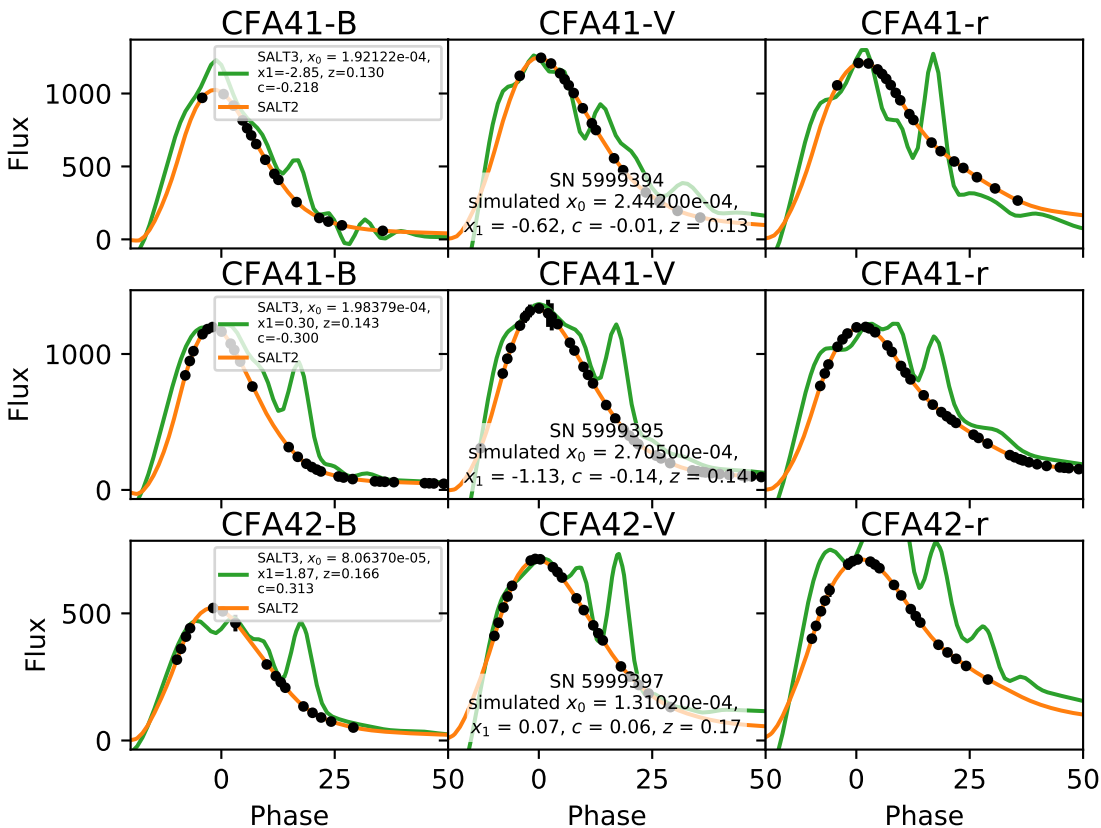 CFA41-B CFA41-V CFA41-r
Flux
1000
500
0
SALT3, x₀ = 1.92122e-04,
x1=-2.85, z=0.130
c=-0.218
SALT2
SN 5999394
simulated x₀ = 2.44200e-04,
x₁ = -0.62, c = -0.01, z = 0.13
CFA41-B CFA41-V CFA41-r
Flux
1000
0
SALT3, x₀ = 1.98379e-04,
x1=0.30, z=0.143
c=-0.300
SALT2
SN 5999395
simulated x₀ = 2.70500e-04,
x₁ = -1.13, c = -0.14, z = 0.14
CFA42-B CFA42-V CFA42-r
Flux
500
0
SALT3, x₀ = 8.06370e-05,
x1=1.87, z=0.166
c=0.313
SALT2
SN 5999397
simulated x₀ = 1.31020e-04,
x₁ = 0.07, c = 0.06, z = 0.17
0 25 50 0 25 50 0 25 50
Phase Phase Phase